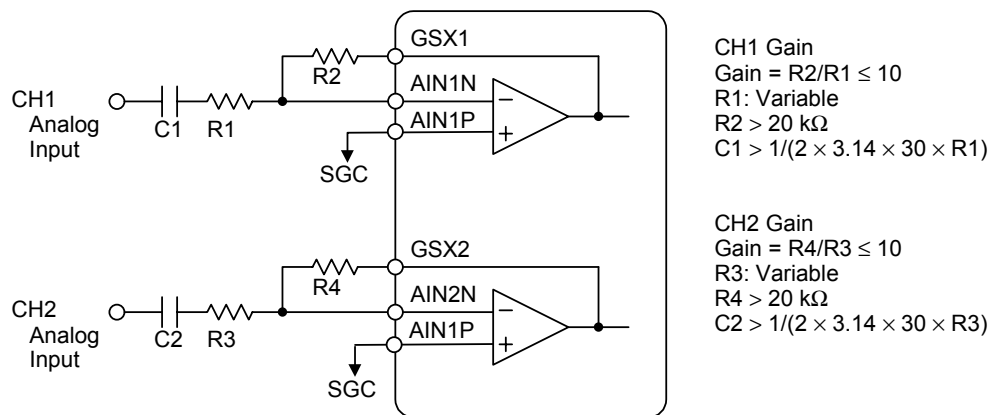 GSX1
R2
CH1
Analog
Input
C1
R1
AIN1N
−
AIN1P
+
SGC
CH1 Gain
Gain = R2/R1 ≤ 10
R1: Variable
R2 > 20 kΩ
C1 > 1/(2 × 3.14 × 30 × R1)
GSX2
R4
CH2
Analog
Input
C2
R3
AIN2N
−
AIN1P
+
SGC
CH2 Gain
Gain = R4/R3 ≤ 10
R3: Variable
R4 > 20 kΩ
C2 > 1/(2 × 3.14 × 30 × R3)